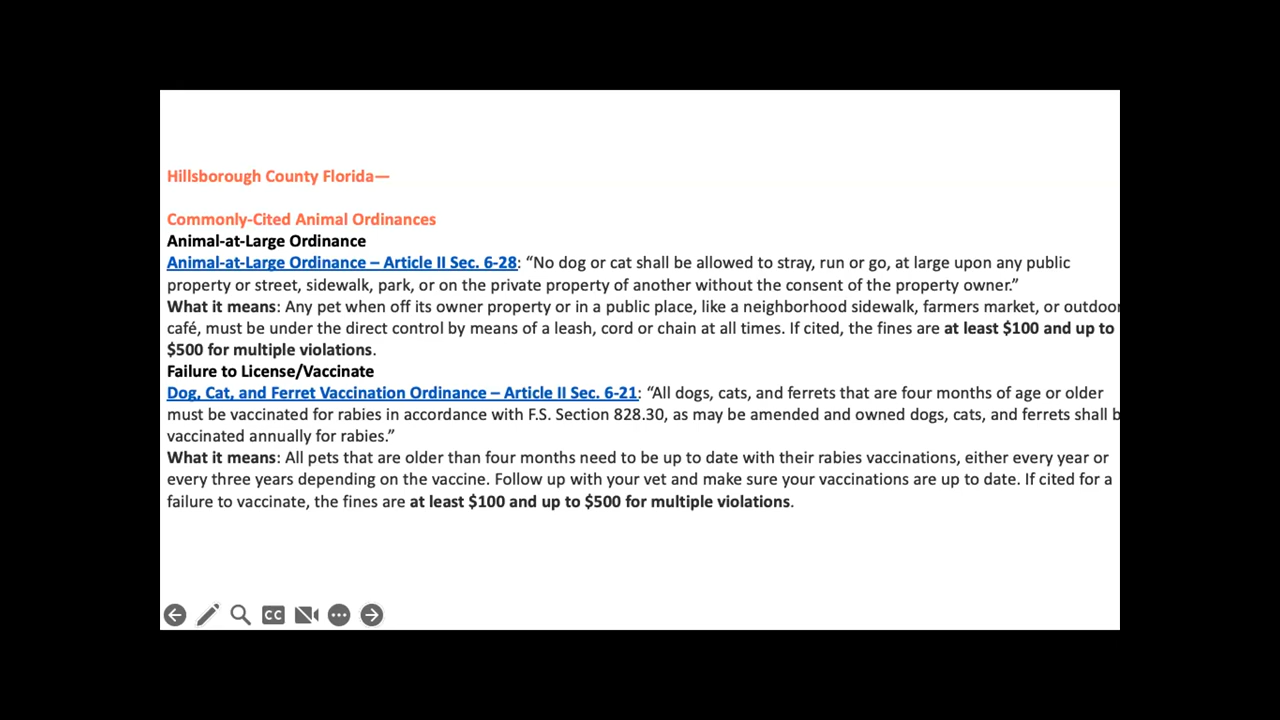 Hillsborough County Florida—
Commonly-Cited Animal Ordinances
Animal-at-Large Ordinance
Animal-at-Large Ordinance – Article II Sec. 6-28: “No dog or cat shall be allowed to stray, run or go, at large upon any public
property or street, sidewalk, park, or on the private property of another without the consent of the property owner.”
What it means: Any pet when off its owner property or in a public place, like a neighborhood sidewalk, farmers market, or outdoor
café, must be under the direct control by means of a leash, cord or chain at all times. If cited, the fines are at least $100 and up to
$500 for multiple violations.
Failure to License/Vaccinate
Dog, Cat, and Ferret Vaccination Ordinance – Article II Sec. 6-21: “All dogs, cats, and ferrets that are four months of age or older
must be vaccinated for rabies in accordance with F.S. Section 828.30, as may be amended and owned dogs, cats, and ferrets shall
vaccinated annually for rabies.”
What it means: All pets that are older than four months need to be up to date with their rabies vaccinations, either every year or
every three years depending on the vaccine. Follow up with your vet and make sure your vaccinations are up to date. If cited for a
failure to vaccinate, the fines are at least $100 and up to $500 for multiple violations.
CC